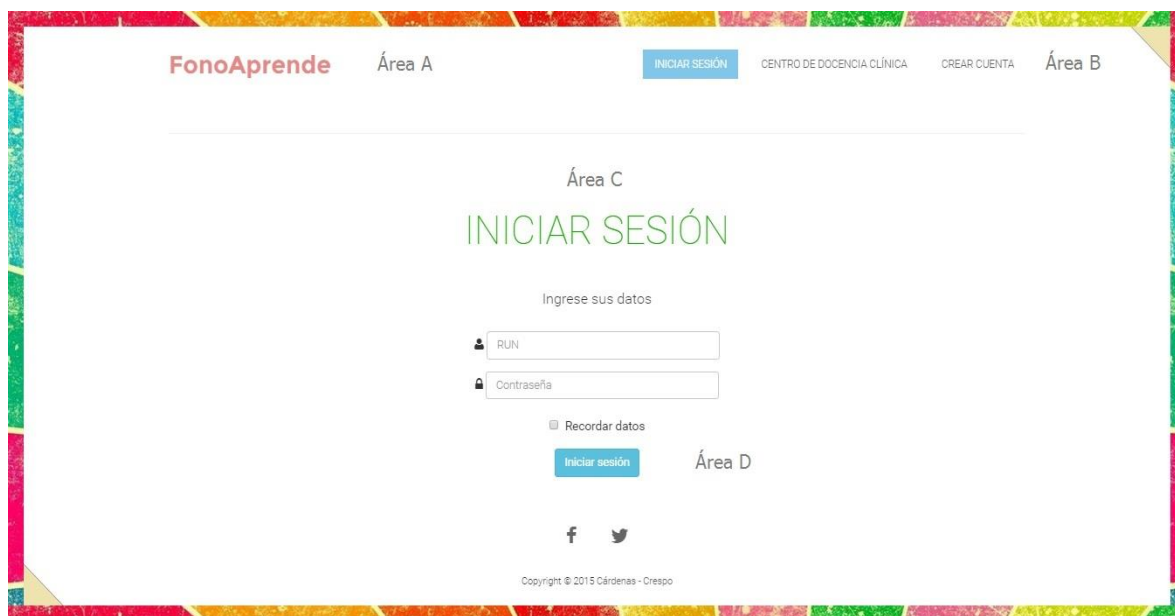 FonoAprende Área A INICIAR SESIÓN CENTRO DE DOCENCIA CLÍNICA CREAR CUENTA Área B
Área C
INICIAR SESIÓN
Ingrese sus datos
RUN
Contraseña
Recordar datos
Iniciar sesión Área D
Copyright © 2015 Cárdenas - Crespo